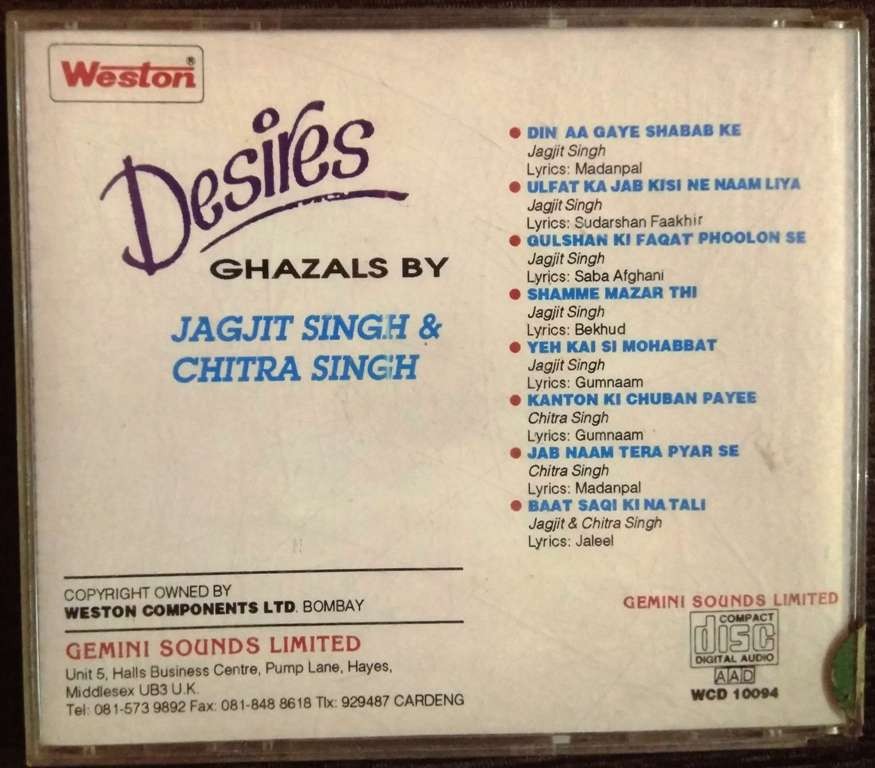 Weston®
Desires
GHAZALS BY
JAGJIT SINGH &
CHITRA SINGH
DIN AA GAYE SHABAB KE
Jagjit Singh
Lyrics: Madanpal
ULFAT KA JAB KISI NE NAAM LIYA
Jagjit Singh
Lyrics: Sudarshan Faakhir
GULSHAN KI FAQAT PHOOLON SE
Jagjit Singh
Lyrics: Saba Afghani
SHAMME MAZAR THI
Jagjit Singh
Lyrics: Bekhud
YEH KAI SI MOHABBAT
Jagjit Singh
Lyrics: Gumnaam
KANTON KI CHUBAN PAYEE
Chitra Singh
Lyrics: Gumnaam
JAB NAAM TERA PYAR SE
Chitra Singh
Lyrics: Madanpal
BAAT SAQI KI NA TALI
Jagjit & Chitra Singh
Lyrics: Jaleel
COPYRIGHT OWNED BY
WESTON COMPONENTS LTD. BOMBAY
GEMINI SOUNDS LIMITED
Unit 5, Halls Business Centre, Pump Lane, Hayes,
Middlesex UB3 U.K.
Tel: 081-573 9892 Fax: 081-848 8618 Tlx: 929487 CARDENG
GEMINI SOUNDS LIMITED
COMPACT
disc
DIGITAL AUDIO
AAD
WCD 10094